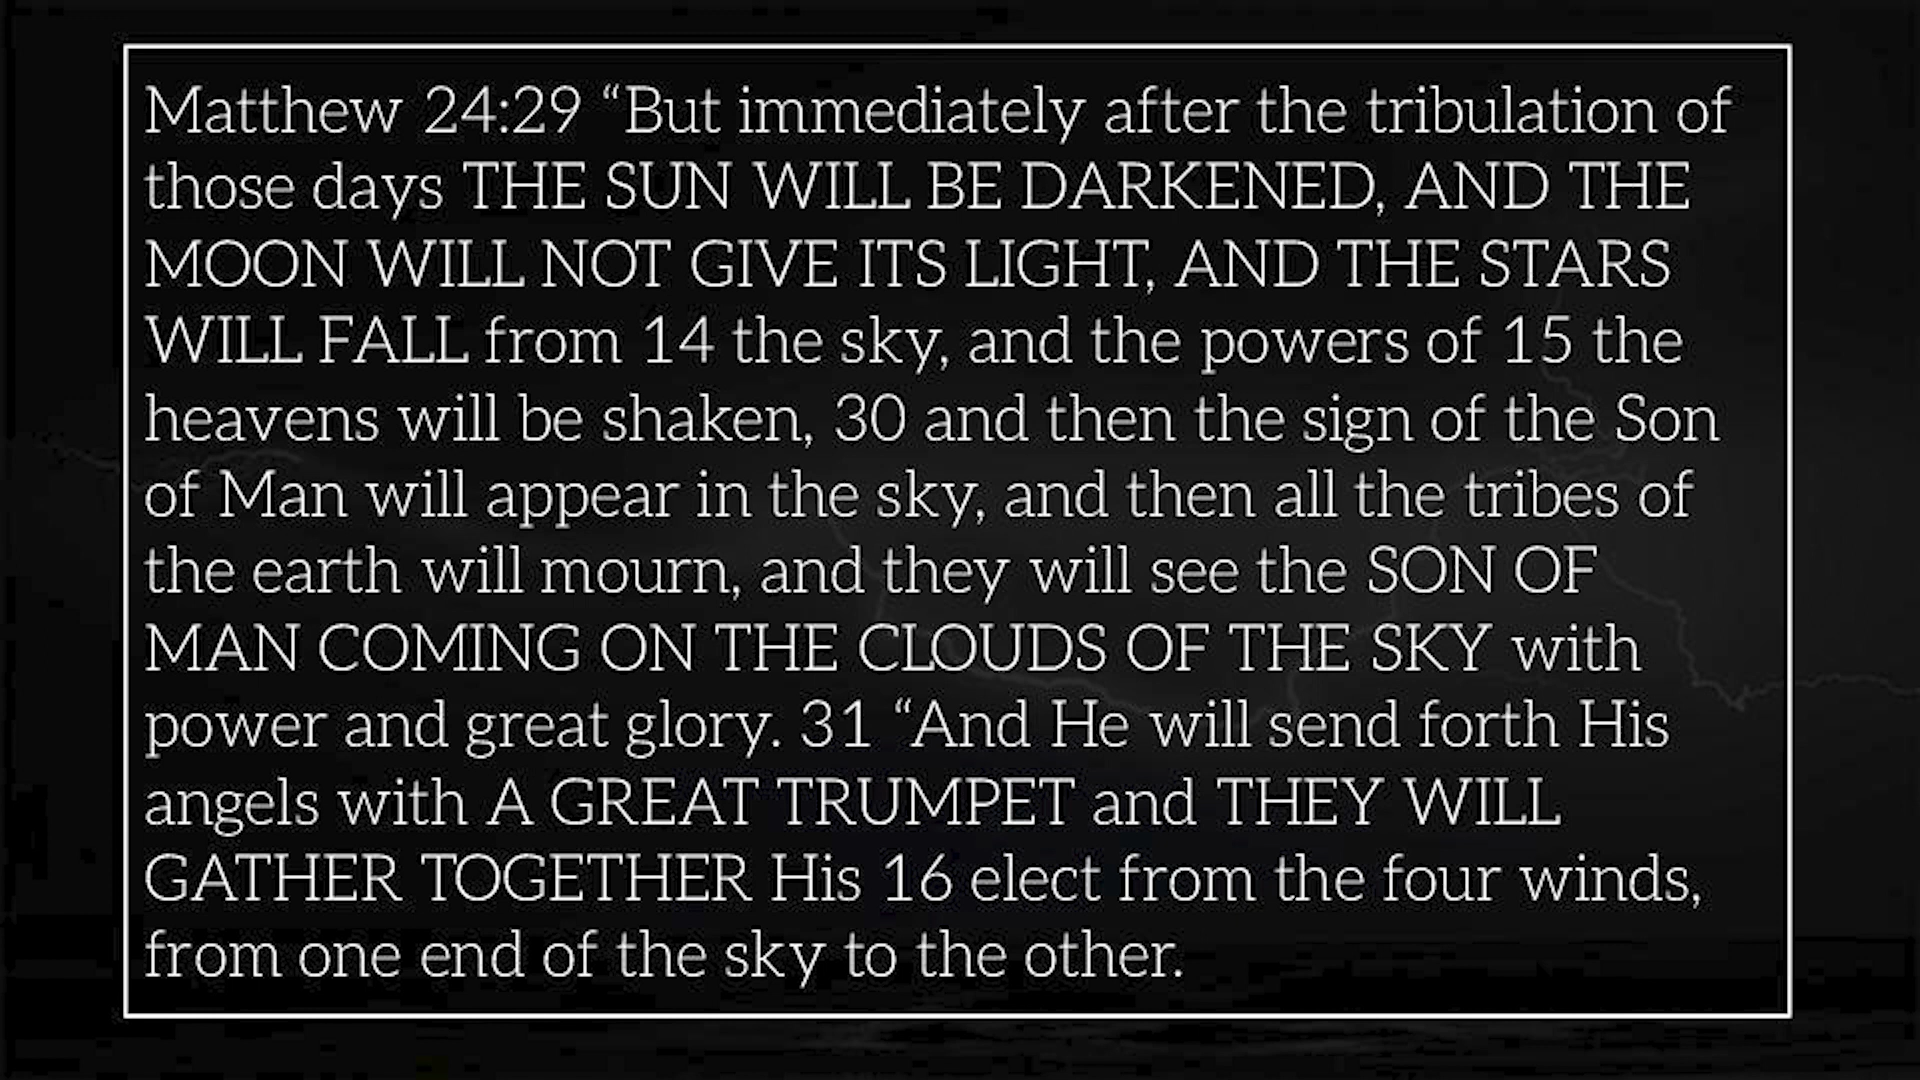 Matthew 24:29 “But immediately after the tribulation of
those days THE SUN WILL BE DARKENED, AND THE
MOON WILL NOT GIVE ITS LIGHT, AND THE STARS
WILL FALL from 14 the sky, and the powers of 15 the
heavens will be shaken, 30 and then the sign of the Son
of Man will appear in the sky, and then all the tribes of
the earth will mourn, and they will see the SON OF
MAN COMING ON THE CLOUDS OF THE SKY with
power and great glory. 31 “And He will send forth His
angels with A GREAT TRUMPET and THEY WILL
GATHER TOGETHER His 16 elect from the four winds,
from one end of the sky to the other.